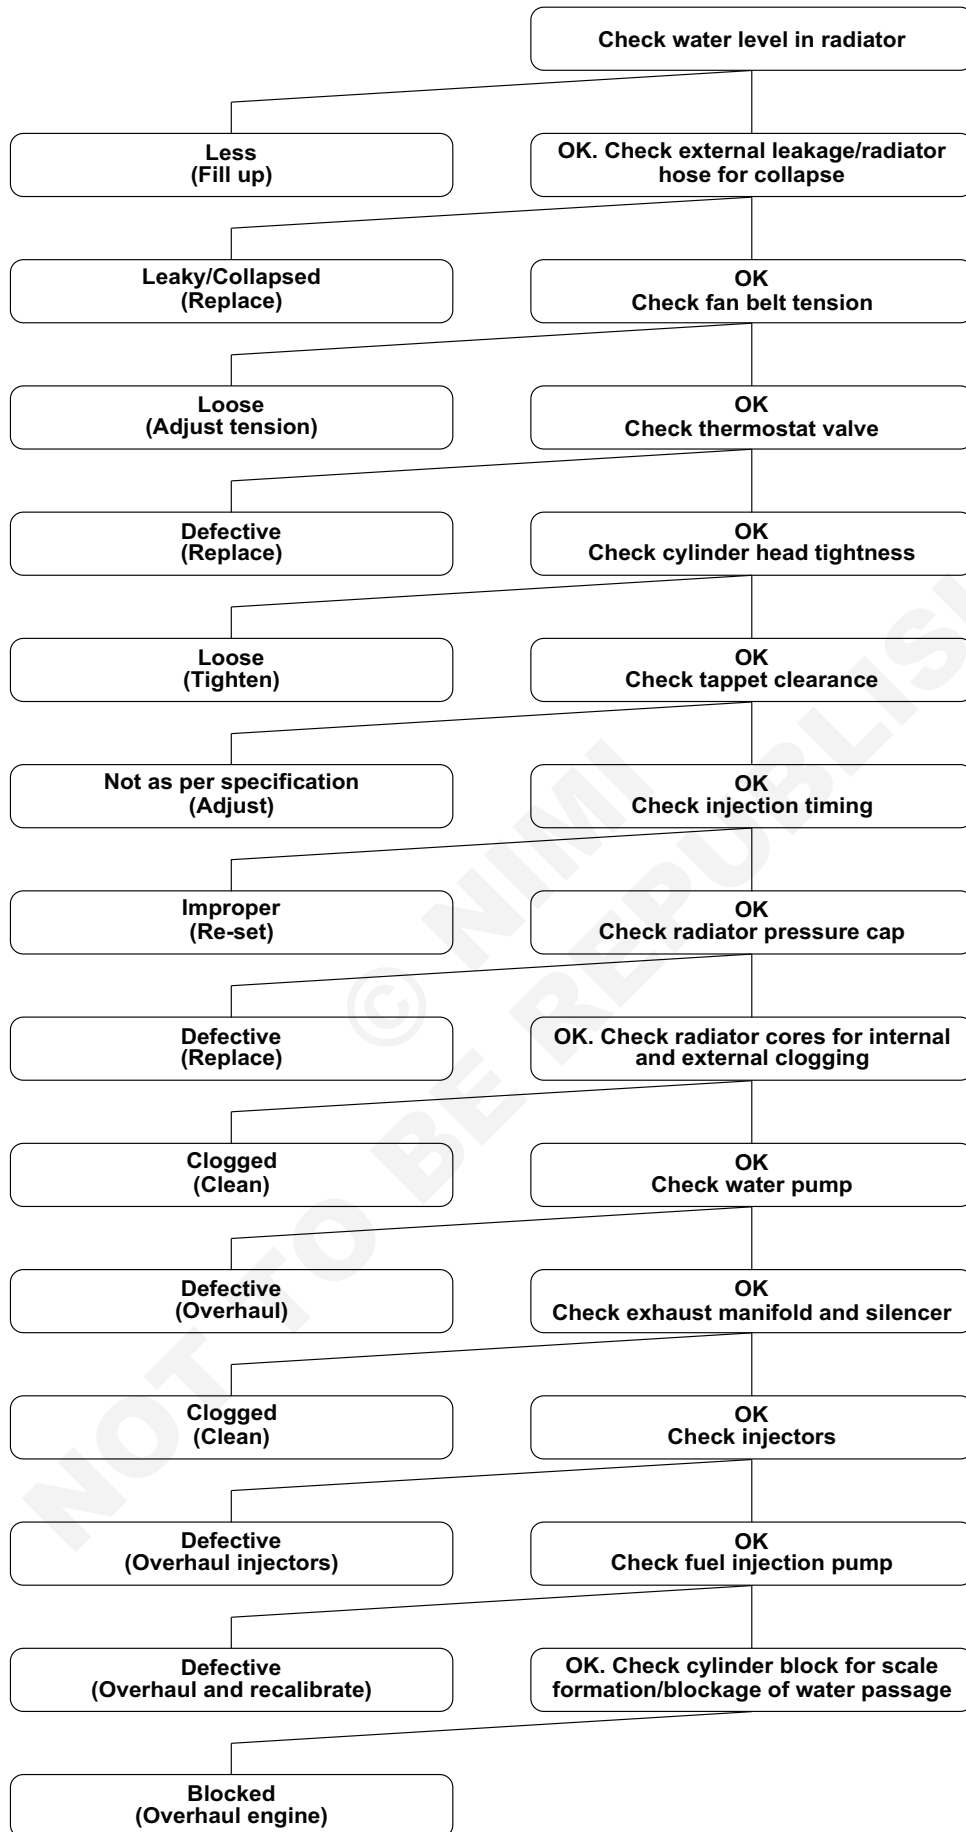 Check water level in radiator
Less
(Fill up)
OK. Check external leakage/radiator
hose for collapse
Leaky/Collapsed
(Replace)
OK
Check fan belt tension
Loose
(Adjust tension)
OK
Check thermostat valve
Defective
(Replace)
OK
Check cylinder head tightness
Loose
(Tighten)
OK
Check tappet clearance
Not as per specification
(Adjust)
OK
Check injection timing
Improper
(Re-set)
OK
Check radiator pressure cap
Defective
(Replace)
OK. Check radiator cores for internal
and external clogging
Clogged
(Clean)
OK
Check water pump
Defective
(Overhaul)
OK
Check exhaust manifold and silencer
Clogged
(Clean)
OK
Check injectors
Defective
(Overhaul injectors)
OK
Check fuel injection pump
Defective
(Overhaul and recalibrate)
OK. Check cylinder block for scale
formation/blockage of water passage
Blocked
(Overhaul engine)
© NIMI
NOT TO BE